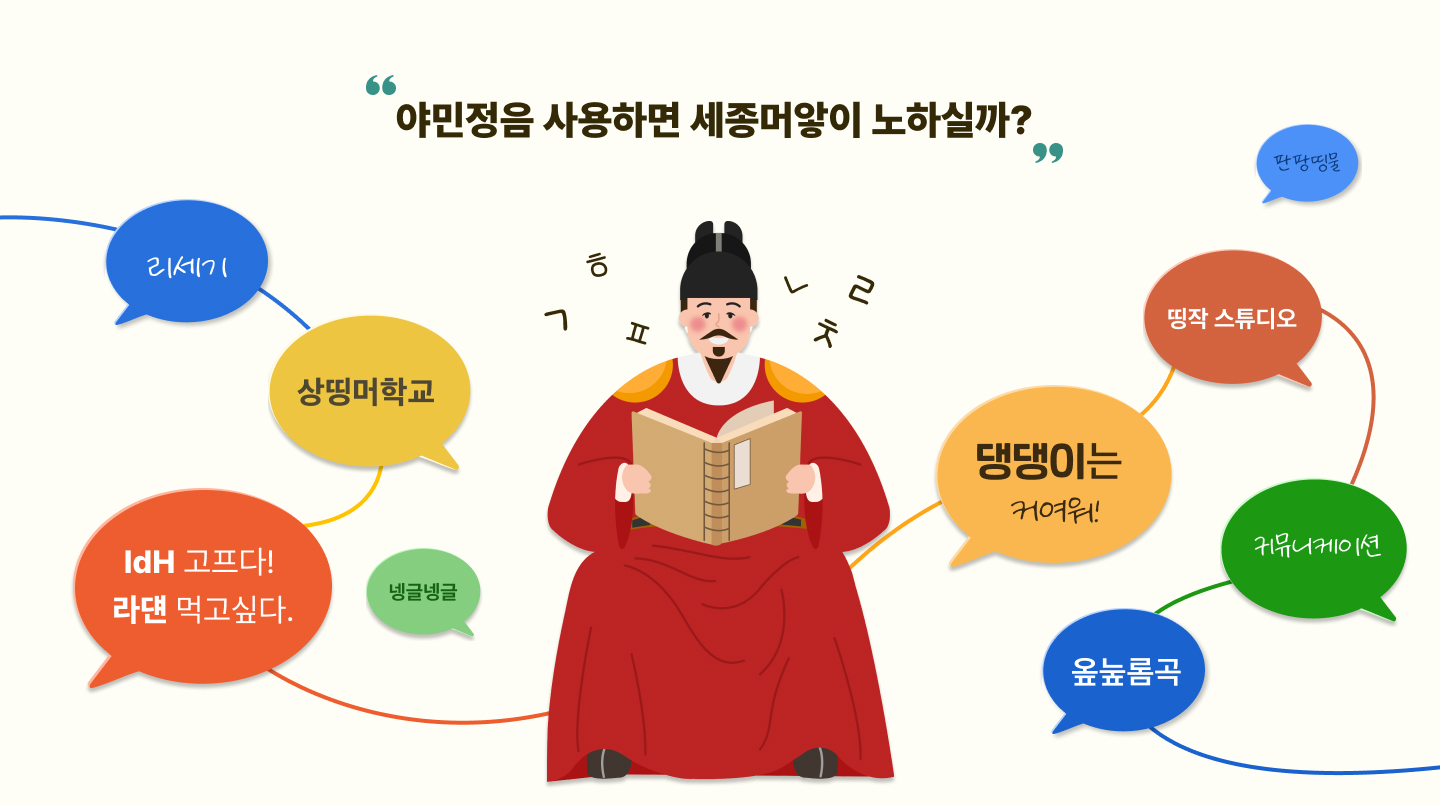 ❝
야민정음 사용하면 세종머앟이 노하실까?
❞
판팡띵물
리세기
ㅎ
ㄱ
ㅍ
ㄴ
ㄹ
ㅊ
띵작 스튜디오
상띵머학교
댕댕이는
커여워!
커뮤니케이션
IdH 고프다!
라댼 먹고싶다.
넹글넹글
옾눞롬곡